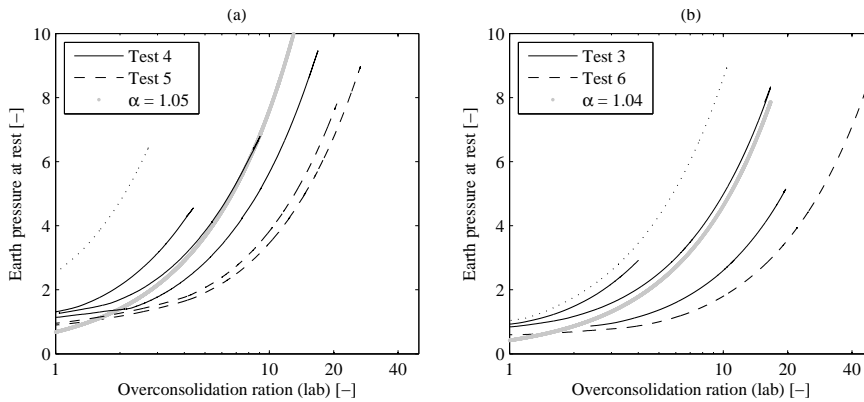 (a)
Earth pressure at rest [−]
10
8
6
4
2
0
Test 4
Test 5
α = 1.05
1
10
20
40
Overconsolidation ration (lab) [−]
(b)
Earth pressure at rest [−]
10
8
6
4
2
0
Test 3
Test 6
α = 1.04
1
10
20
40
Overconsolidation ration (lab) [−]